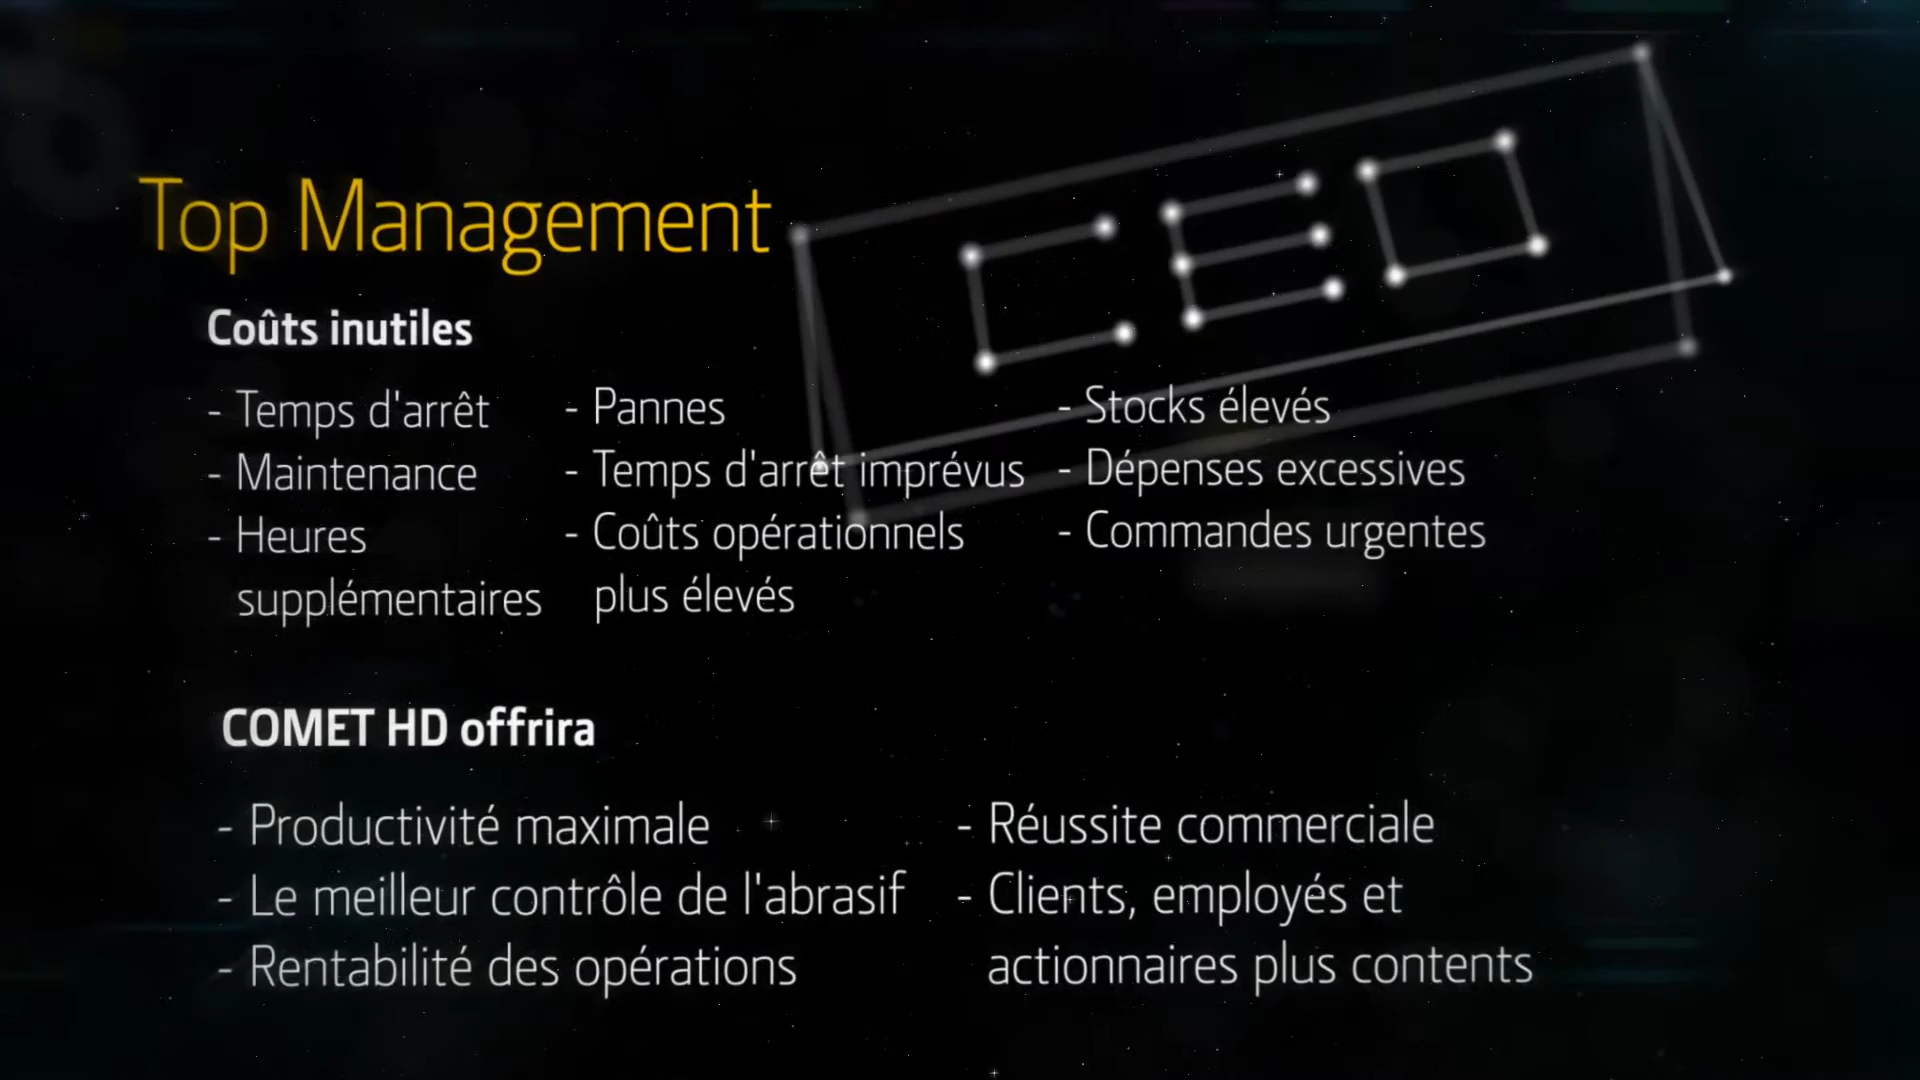 CEO
Top Management
Coûts inutiles
- Temps d'arrêt
- Maintenance
- Heures
supplémentaires
- Pannes
- Temps d'arrêt imprévus
- Coûts opérationnels
plus élevés
- Stocks élevés
- Dépenses excessives
- Commandes urgentes
COMET HD offrira
- Productivité maximale
- Le meilleur contrôle de l'abrasif
- Rentabilité des opérations
- Réussite commerciale
- Clients, employés et
actionnaires plus contents